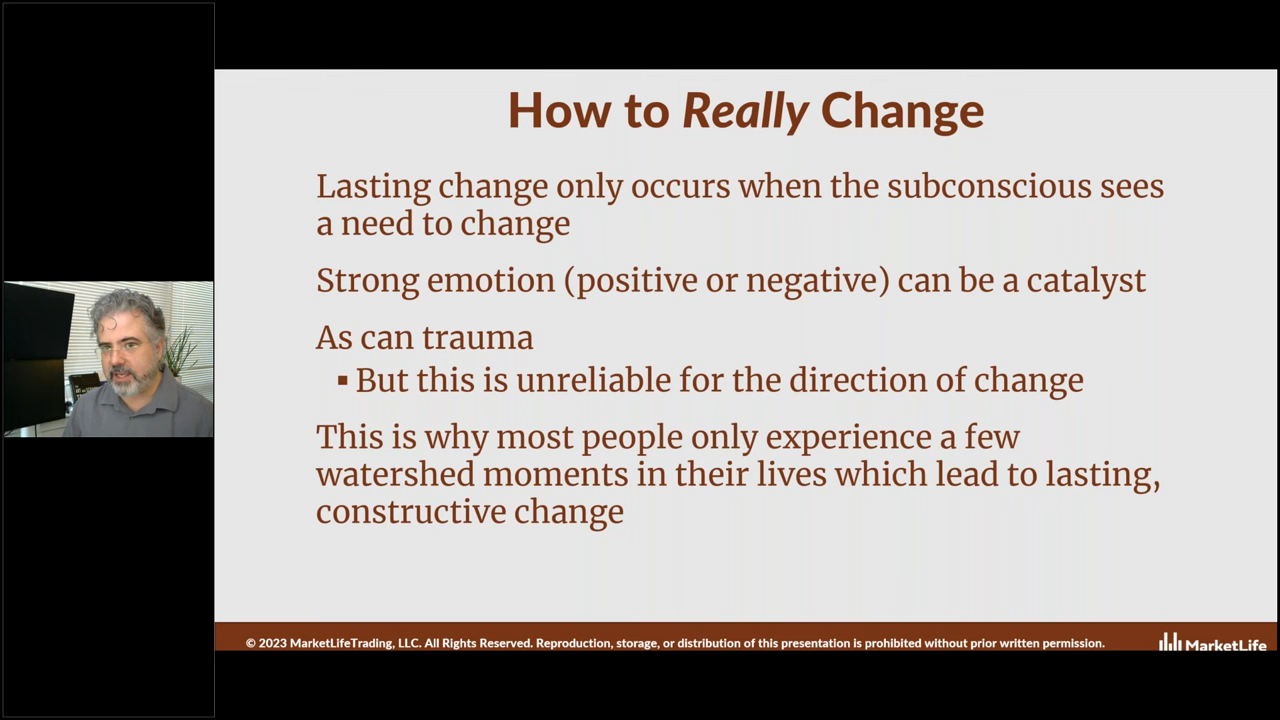 How to Really Change
Lasting change only occurs when the subconscious sees
a need to change
Strong emotion (positive or negative) can be a catalyst
As can trauma
▪ But this is unreliable for the direction of change
This is why most people only experience a few
watershed moments in their lives which lead to lasting,
constructive change
© 2023 MarketLifeTrading, LLC. All Rights Reserved. Reproduction, storage, or distribution of this presentation is prohibited without prior written permission.
MarketLife